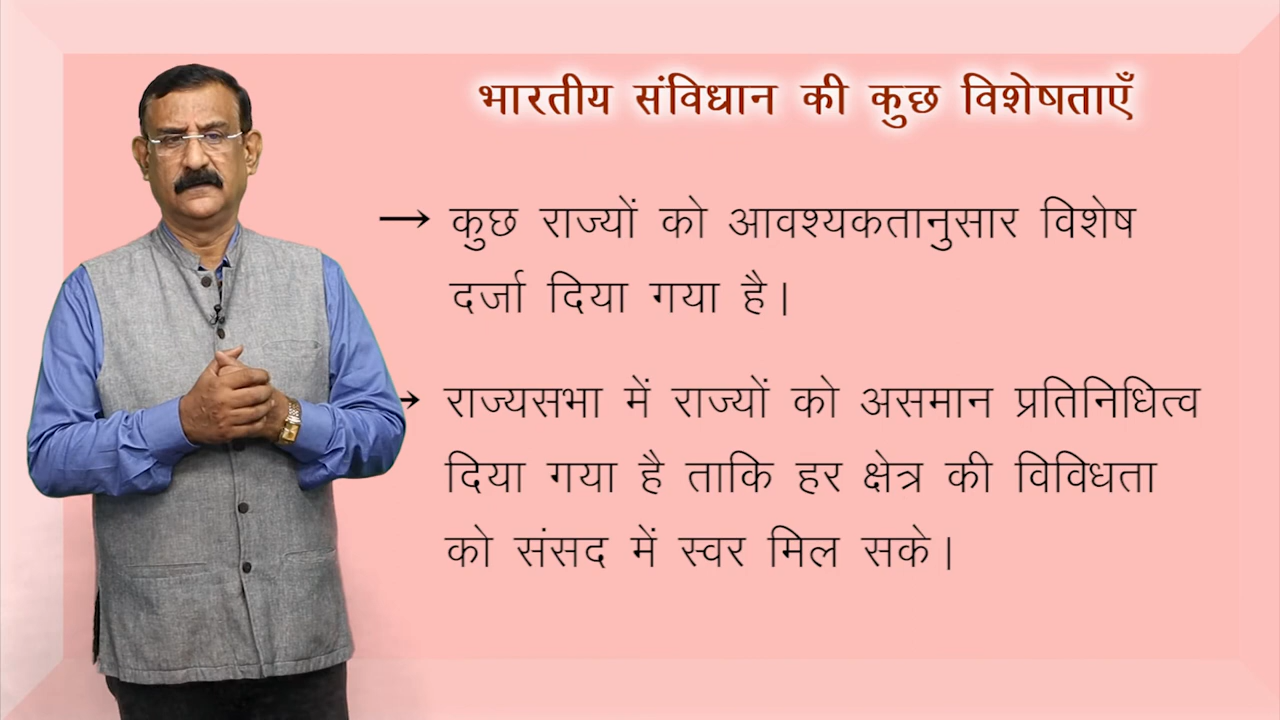 भारतीय संविधान की कुछ विशेषताएँ
→ कुछ राज्यों को आवश्यकतानुसार विशेष
दर्जा दिया गया है।
→ राज्यसभा में राज्यों को असमान प्रतिनिधित्व
दिया गया है ताकि हर क्षेत्र की विविधता
को संसद में स्वर मिल सके।